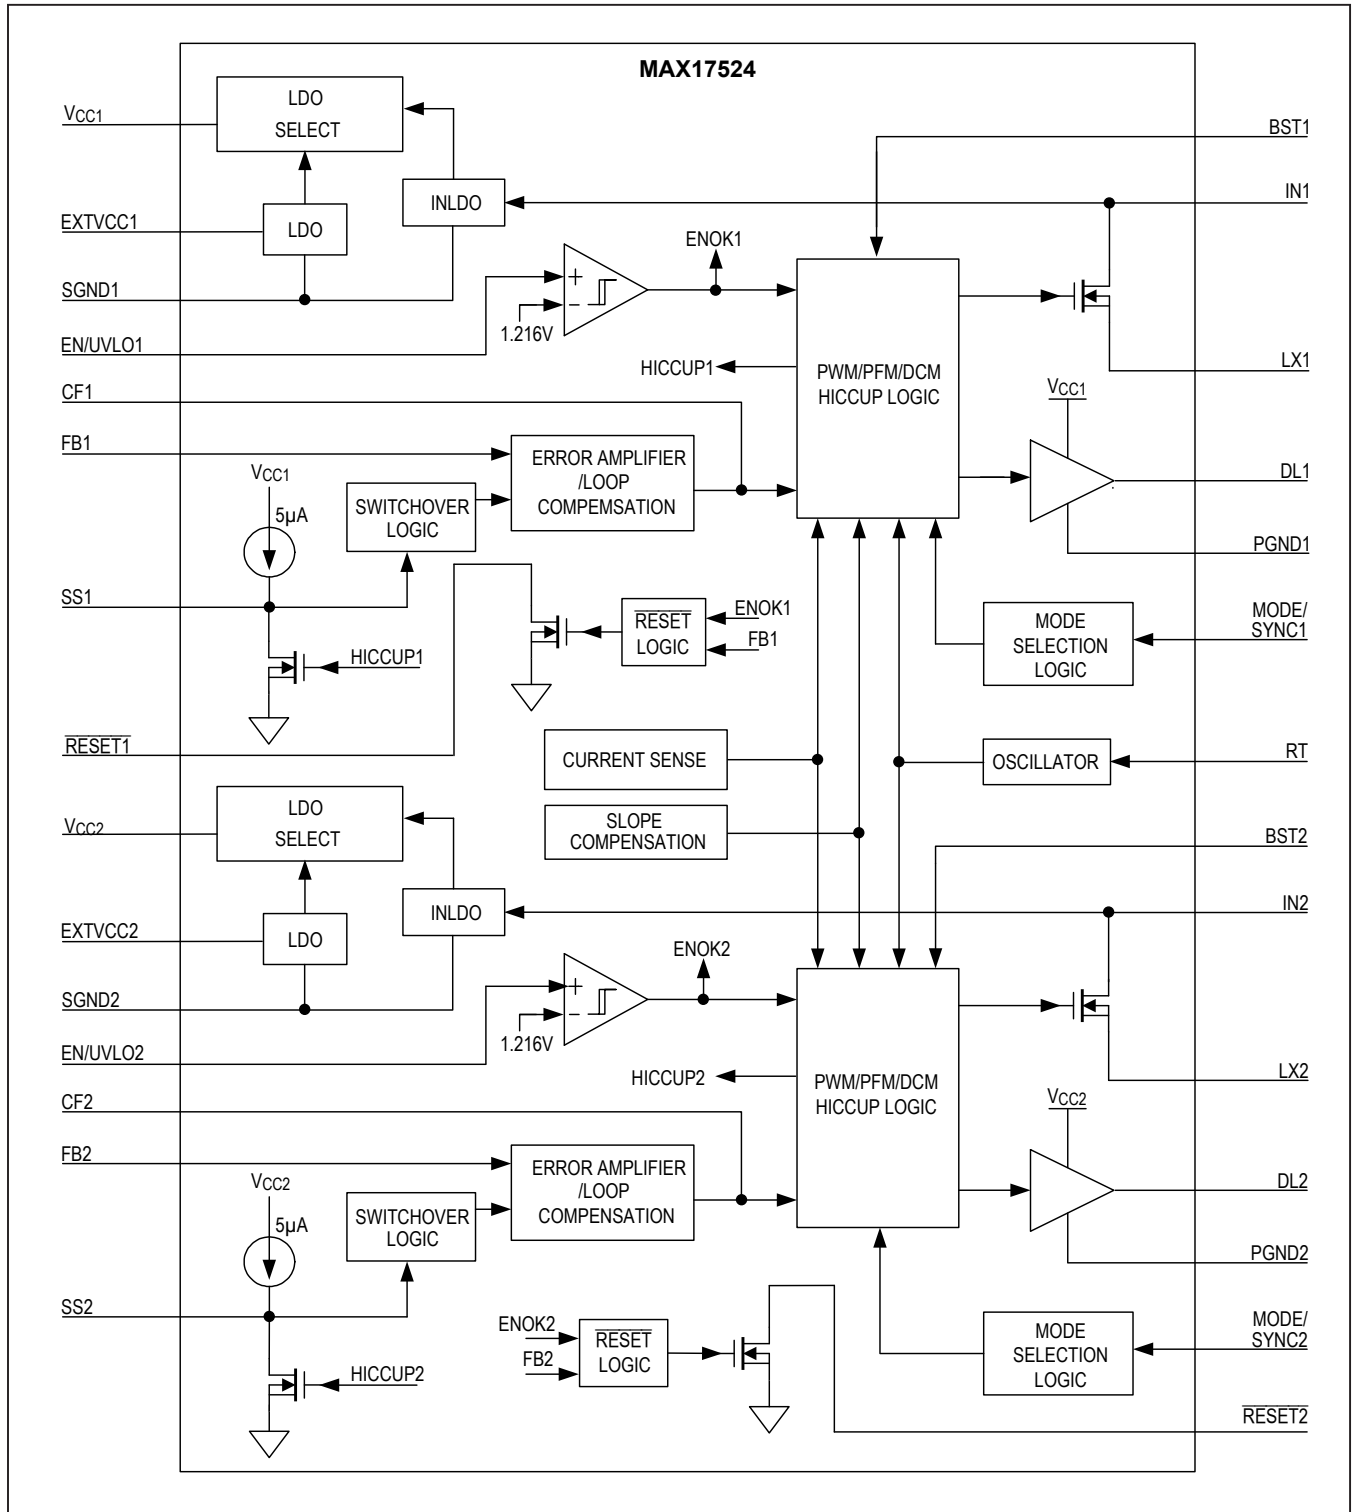 MAX17524
LDO
SELECT
VCC1
BST1
INLDO
IN1
EXTVCC1
LDO
ENOK1
SGND1
+
-
1.216V
EN/UVLO1
HICCUP1
PWM/PFM/DCM
HICCUP LOGIC
LX1
CF1
VCC1
FB1
ERROR AMPLIFIER
/LOOP
COMPEMSATION
VCC1
5µA
SWITCHOVER
LOGIC
DL1
PGND1
SS1
RESET
LOGIC
ENOK1
FB1
MODE
SELECTION
LOGIC
MODE/
SYNC1
HICCUP1
RESET1
CURRENT SENSE
OSCILLATOR
RT
LDO
SELECT
VCC2
SLOPE
COMPENSATION
BST2
INLDO
IN2
EXTVCC2
LDO
ENOK2
SGND2
+
-
1.216V
EN/UVLO2
HICCUP2
PWM/PFM/DCM
HICCUP LOGIC
LX2
CF2
VCC2
FB2
ERROR AMPLIFIER
/LOOP
COMPENSATION
VCC2
5µA
SWITCHOVER
LOGIC
DL2
PGND2
SS2
ENOK2
FB2
RESET
LOGIC
MODE
SELECTION
LOGIC
MODE/
SYNC2
HICCUP2
RESET2